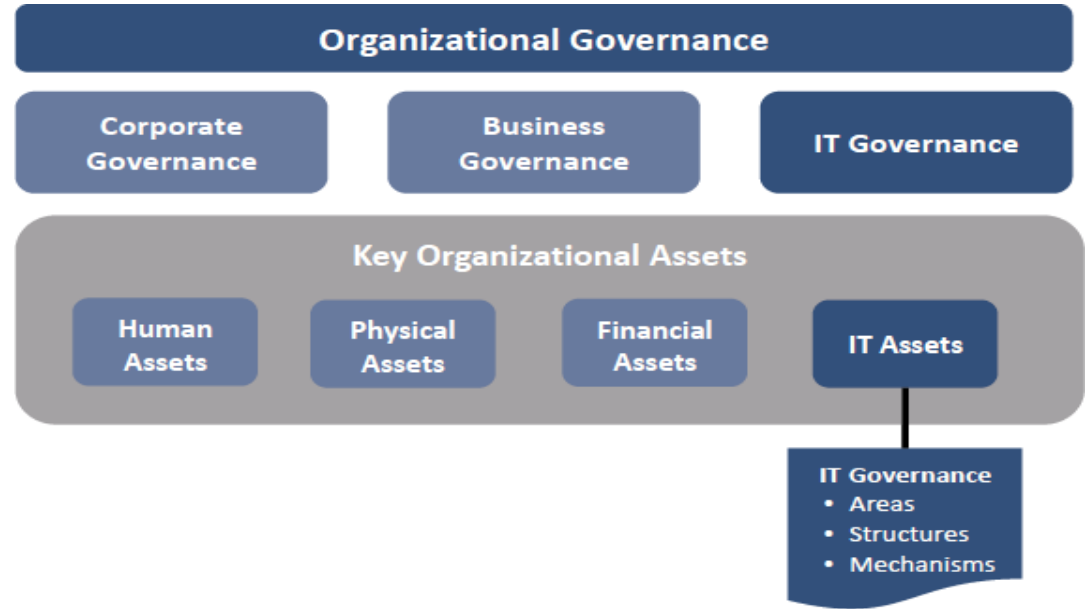 Organizational Governance
Corporate
Governance
Business
Governance
IT Governance
Key Organizational Assets
Human
Assets
Physical
Assets
Financial
Assets
IT Assets
IT Governance
• Areas
• Structures
• Mechanisms